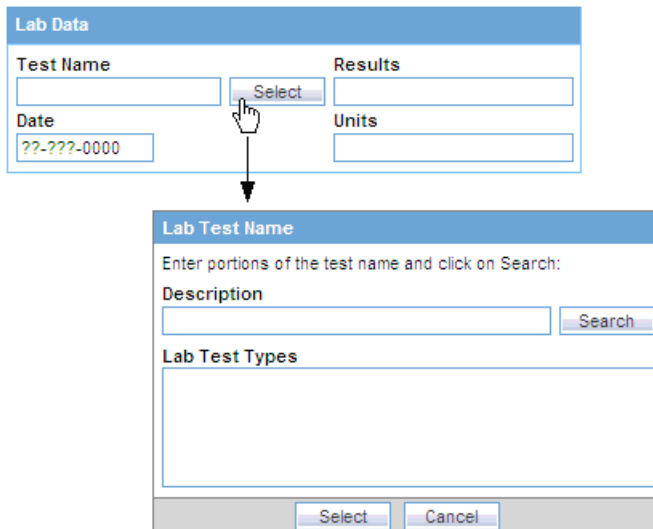 Lab Data
Test Name
Results
Select
Date
Units
??-???-0000
Lab Test Name
Enter portions of the test name and click on Search:
Description
Search
Lab Test Types
Select Cancel